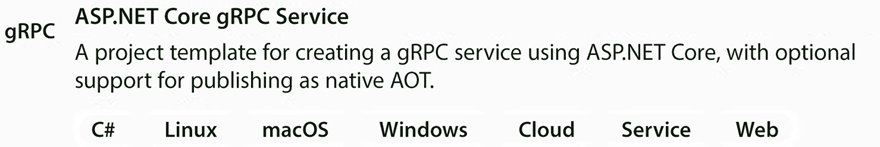 gRPC
ASP.NET Core gRPC Service
A project template for creating a gRPC service using ASP.NET Core, with optional
support for publishing as native AOT.
C# Linux macOS Windows Cloud Service Web